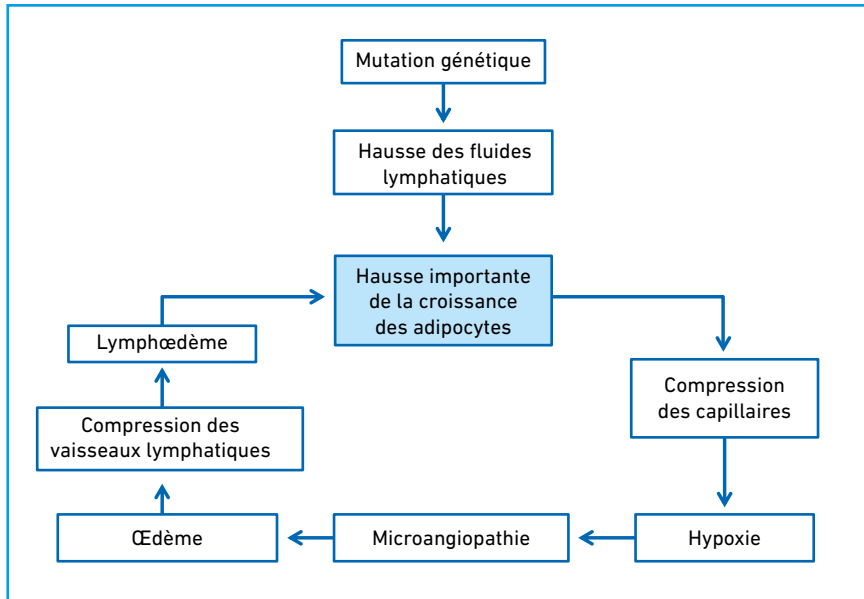 Mutation génétique
Hausse des fluides
lymphatiques
Hausse importante
de la croissance
des adipocytes
Compression
des capillaires
Hypoxie
Microangiopathie
Œdème
Compression des
vaisseaux lymphatiques
Lymphœdème